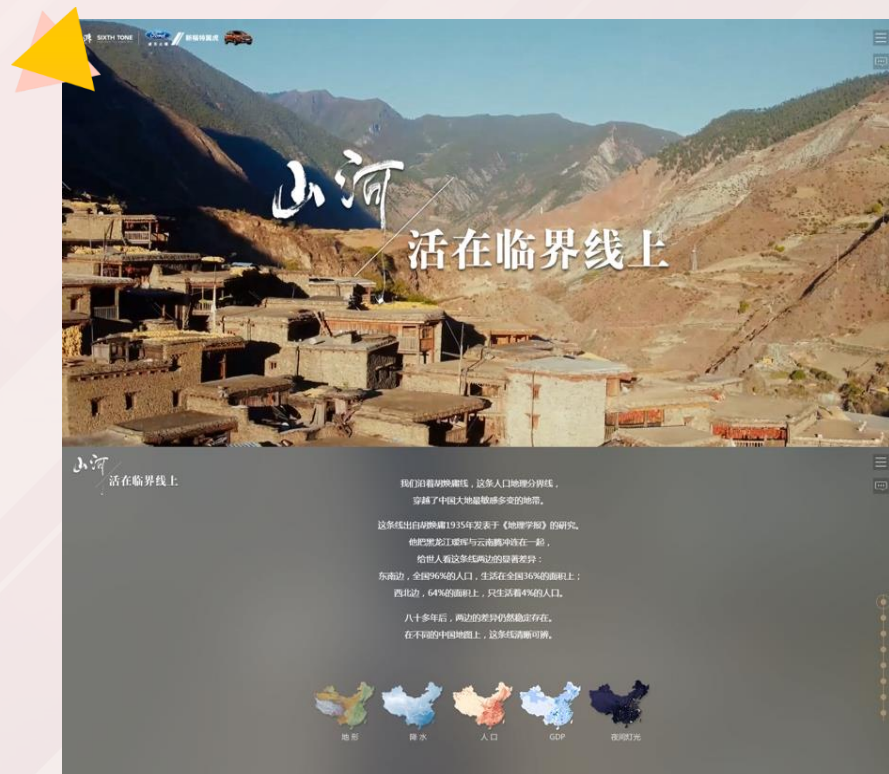 SIXTH TONE
Ford
新福特翼虎
山河
活在临界线上
山河
活在临界线上
我们沿着胡焕庸线，这条人口地理分界线，
穿越了中国大地最敏感多变的地带。
这条线出自胡焕庸1935年发表于《地理学报》的研究。
他把黑龙江瑷珲与云南腾冲连在一起，
给世人看这条线两边的显著差异：
东南边，全国96%的人口，生活在全国36%的面积上；
西北边，64%的面积上，只生活着4%的人口。
八十多年后，两边的差异仍然稳定存在。
在不同的中国地图上，这条线清晰可辨。
地形
降水
人口
GDP
夜间灯光